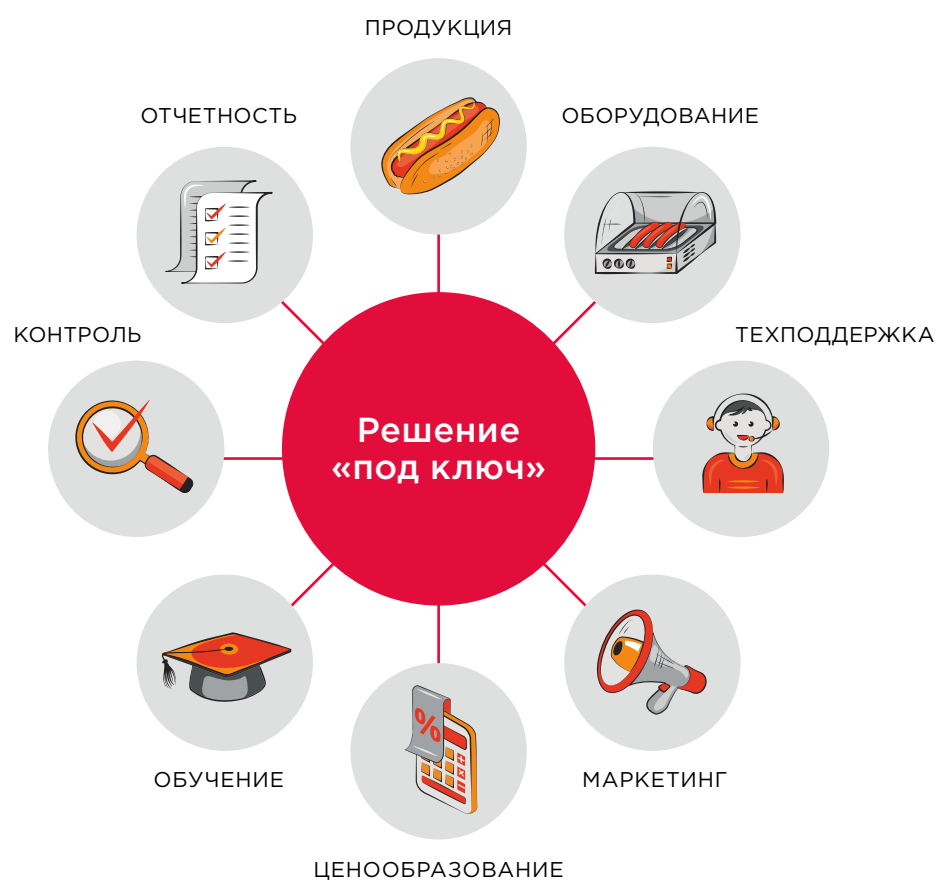 ПРОДУКЦИЯ
ОТЧЕТНОСТЬ
ОБОРУДОВАНИЕ
КОНТРОЛЬ
ТЕХПОДДЕРЖКА
Решение
«под ключ»
%
ОБУЧЕНИЕ
МАРКЕТИНГ
ЦЕНООБРАЗОВАНИЕ